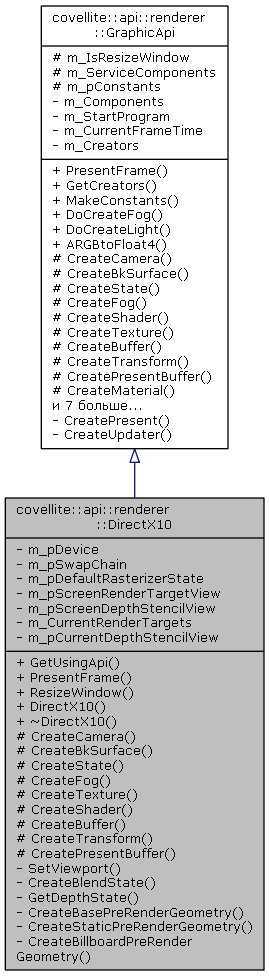 covellite::api::renderer
::GraphicApi
# m_IsResizeWindow
# m_ServiceComponents
# m_pConstants
- m_Components
- m_StartProgram
- m_CurrentFrameTime
- m_Creators
+ PresentFrame()
+ GetCreators()
+ MakeConstants()
+ DoCreateFog()
+ DoCreateLight()
+ ARGBtoFloat4()
# CreateCamera()
# CreateBkSurface()
# CreateState()
# CreateFog()
# CreateShader()
# CreateTexture()
# CreateBuffer()
# CreateTransform()
# CreatePresentBuffer()
# CreateMaterial()
и 7 больше...
- CreatePresent()
- CreateUpdater()
covellite::api::renderer
::DirectX10
- m_pDevice
- m_pSwapChain
- m_pDefaultRasterizerState
- m_pScreenRenderTargetView
- m_pScreenDepthStencilView
- m_CurrentRenderTargets
- m_pCurrentDepthStencilView
+ GetUsingApi()
+ PresentFrame()
+ ResizeWindow()
+ DirectX10()
+ ~DirectX10()
# CreateCamera()
# CreateBkSurface()
# CreateState()
# CreateFog()
# CreateTexture()
# CreateShader()
# CreateBuffer()
# CreateTransform()
# CreatePresentBuffer()
- SetViewport()
- CreateBlendState()
- GetDepthState()
- CreateBasePreRenderGeometry()
- CreateStaticPreRenderGeometry()
- CreateBillboardPreRender
Geometry()